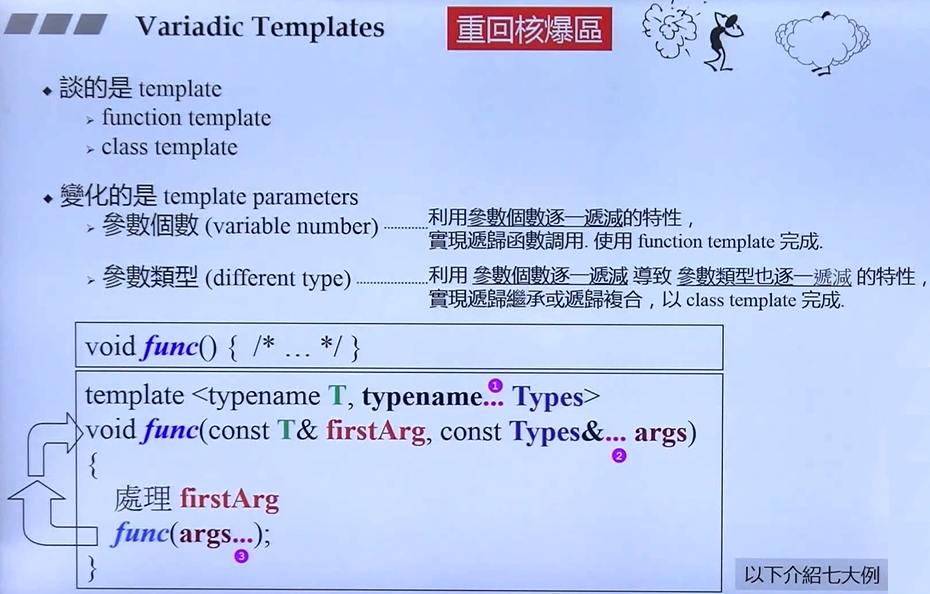 Variadic Templates
重回核爆區
談的是 template
function template
class template
變化的是 template parameters
參數個數 (variable number)
利用參數個數逐一遞減的特性，
實現遞歸函數調用. 使用 function template 完成.
參數類型 (different type)
利用 參數個數逐一遞減 導致 參數類型也逐一遞減 的特性，
實現遞歸繼承或遞歸複合，以 class template 完成.
void func() { /* … */ }
template <typename T, typename... Types>
①
void func(const T& firstArg, const Types&... args)
②
{
處理 firstArg
func(args...);
③
}
以下介紹七大例